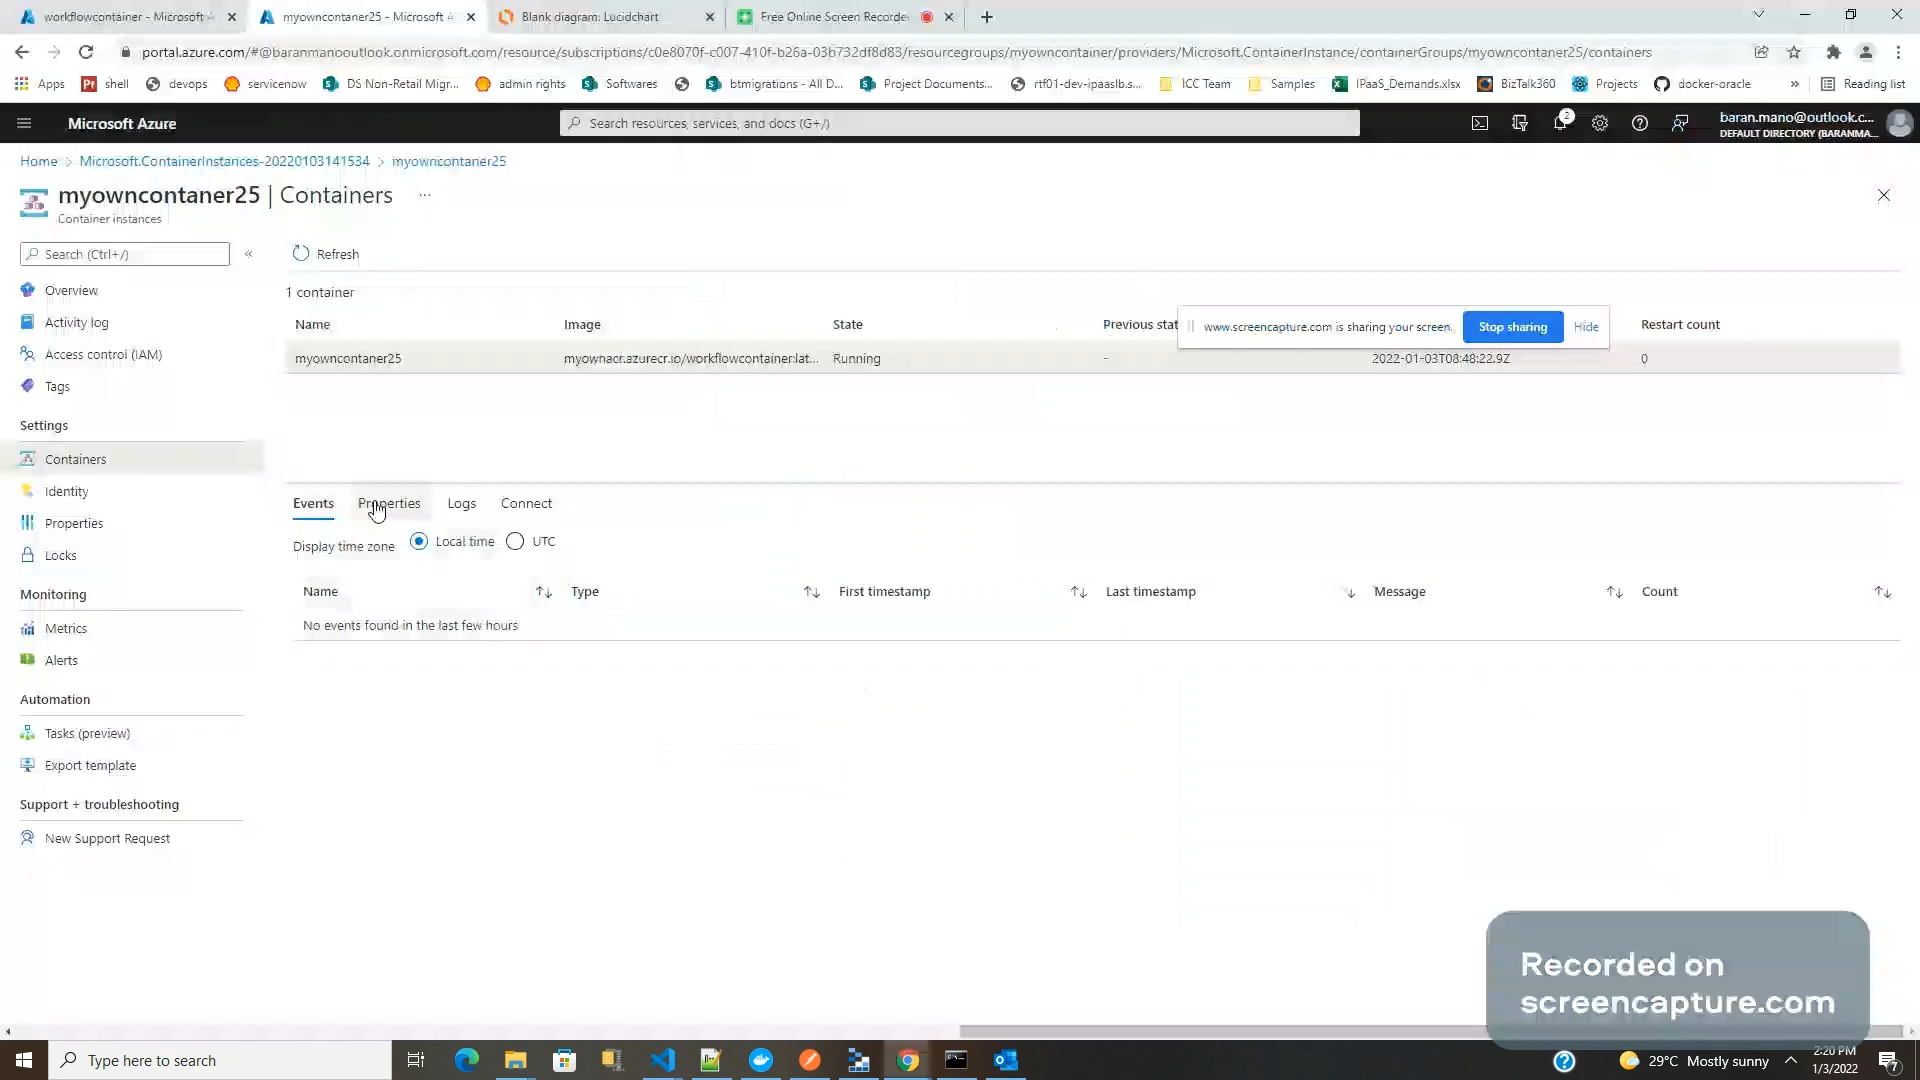 workflowcontainer - Microsoft A
myowncontaner25 - Microsoft A
Blank diagram: Lucidchart
Free Online Screen Recorde
portal.azure.com/#@baranmanooutlook.onmicrosoft.com/resource/subscriptions/c0e8070f-c007-410f-b26a-03b732df8d83/resourcegroups/myowncontainer/providers/Microsoft.ContainerInstance/containerGroups/myowncontaner25/containers
Apps
shell
devops
servicenow
DS Non-Retail Migr...
admin rights
Softwares
btmigrations - All D...
Project Documents...
rtf01-dev-ipaaslb.s...
ICC Team
Samples
IPaaS_Demands.xlsx
BizTalk360
Projects
docker-oracle
»
Reading list
Microsoft Azure
Search resources, services, and docs (G+/)
2
baran.mano@outlook.c...
DEFAULT DIRECTORY (BARANMA...
Home > Microsoft.ContainerInstances-20220103141534 > myowncontaner25
myowncontaner25 | Containers ...
Container instances
Search (Ctrl+/)
«
Refresh
Overview
Activity log
Access control (IAM)
Tags
Settings
Containers
Identity
Properties
Locks
Monitoring
Metrics
Alerts
Automation
Tasks (preview)
Export template
Support + troubleshooting
New Support Request
1 container
Name Image State Previous stat Restart count
www.screencapture.com is sharing your screen. Stop sharing Hide
myowncontaner25 myownacr.azurecr.io/workflowcontainer:lat... Running - 2022-01-03T08:48:22.9Z 0
Events Properties Logs Connect
Display time zone Local time UTC
Name Type First timestamp Last timestamp Message Count
No events found in the last few hours
Recorded on
screencapture.com
Type here to search
29°C Mostly sunny
2:20 PM
1/3/2022
7